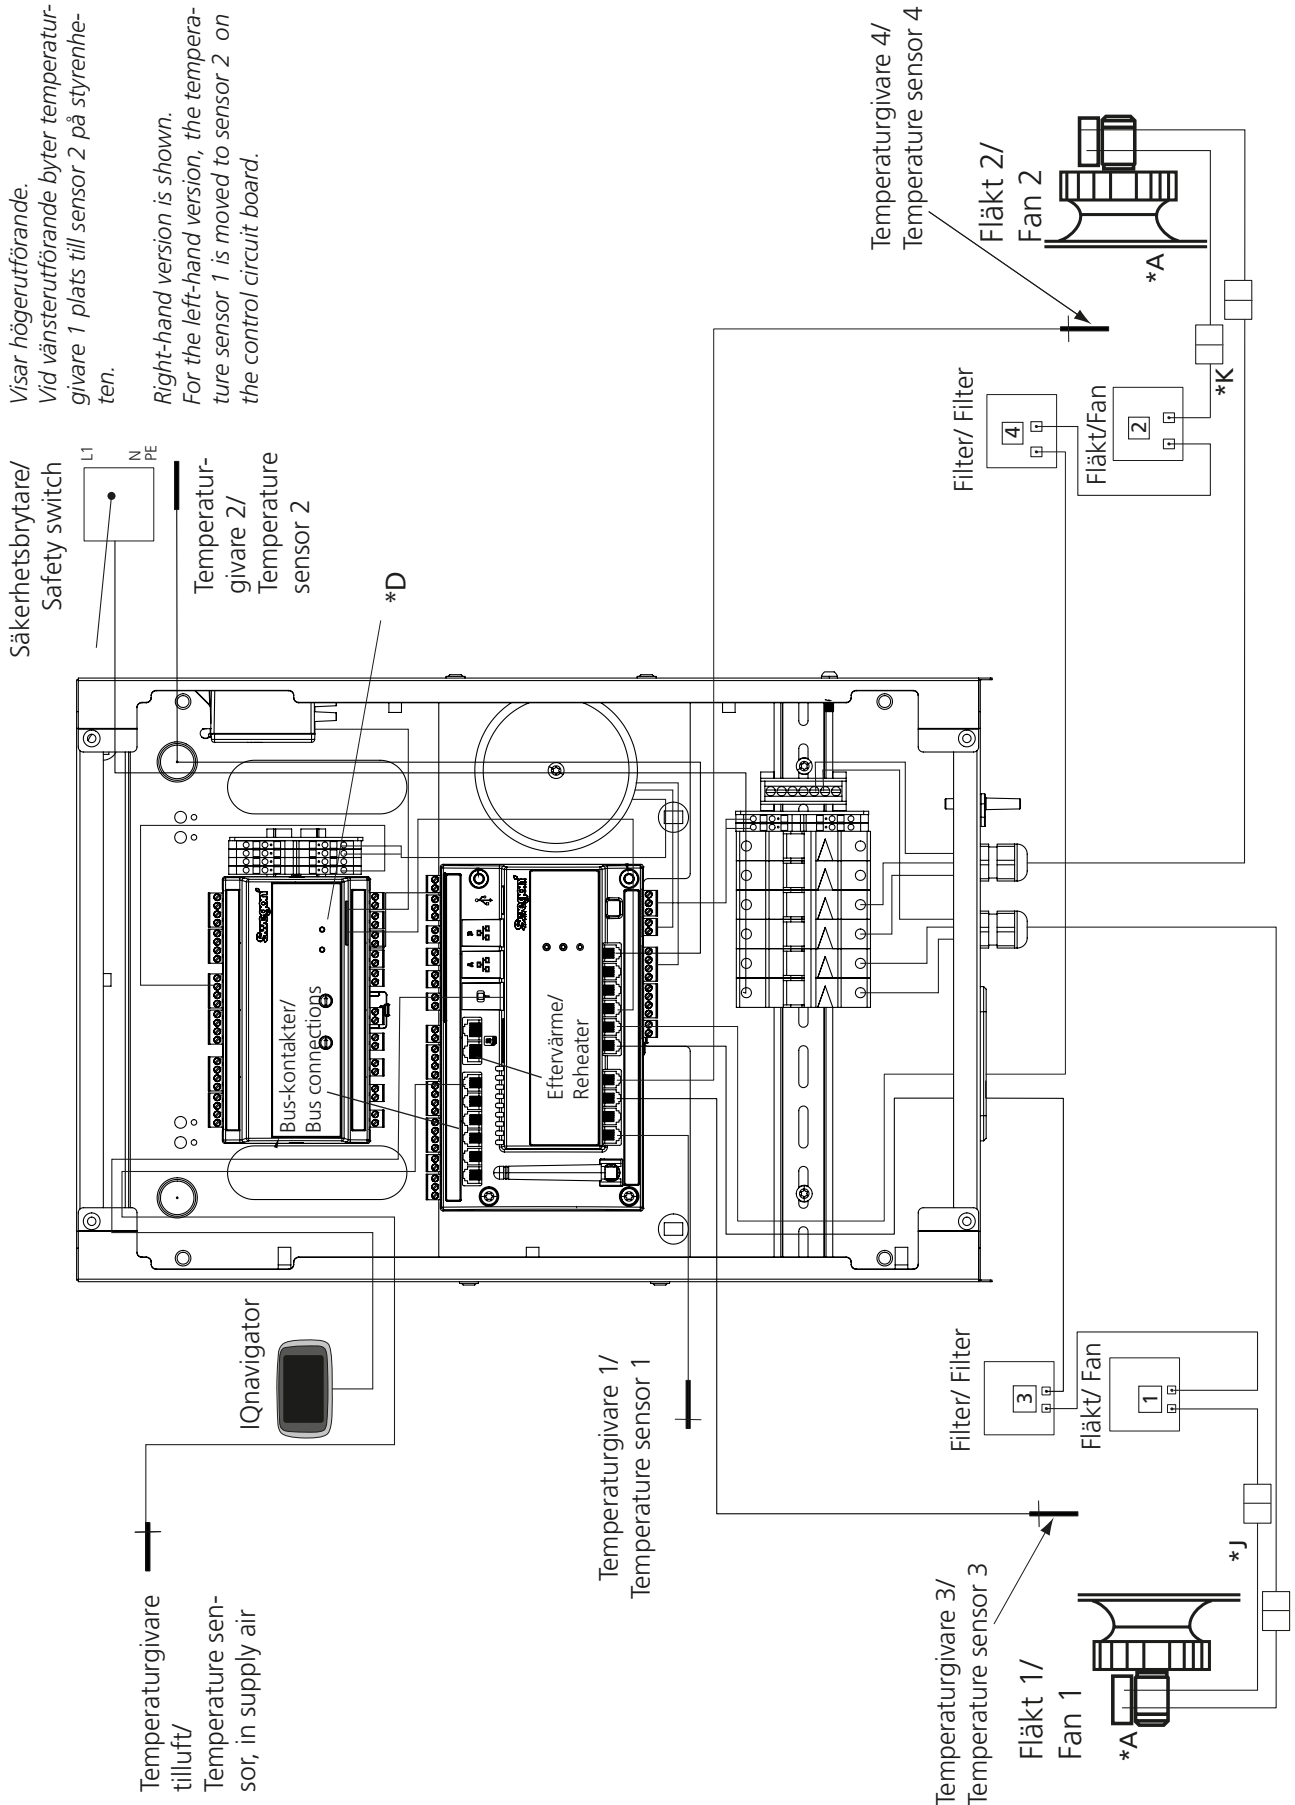 Visar högerutförande.
Vid vänsterutförande byter temperatur-
givare 1 plats till sensor 2 på styrenhe-
ten.
Right-hand version is shown.
For the left-hand version, the tempera-
ture sensor 1 is moved to sensor 2 on
the control circuit board.
Säkerhetsbrytare/
Safety switch
L1
N
PE
Temperatur-
givare 2/
Temperature
sensor 2
*D
Temperaturgivare 4/
Temperature sensor 4
Fläkt 2/
Fan 2
*A
*K
Filter/ Filter
4
Fläkt/Fan
2
Swegon
Bus-kontakter/
Bus connections
Swegon
A
B
Eftervärme/
Reheater
IQnavigator
Temperaturgivare
tilluft/
Temperature sen-
sor, in supply air
Temperaturgivare 1/
Temperature sensor 1
Filter/ Filter
3
Fläkt/ Fan
1
Temperaturgivare 3/
Temperature sensor 3
Fläkt 1/
Fan 1
*A
*J